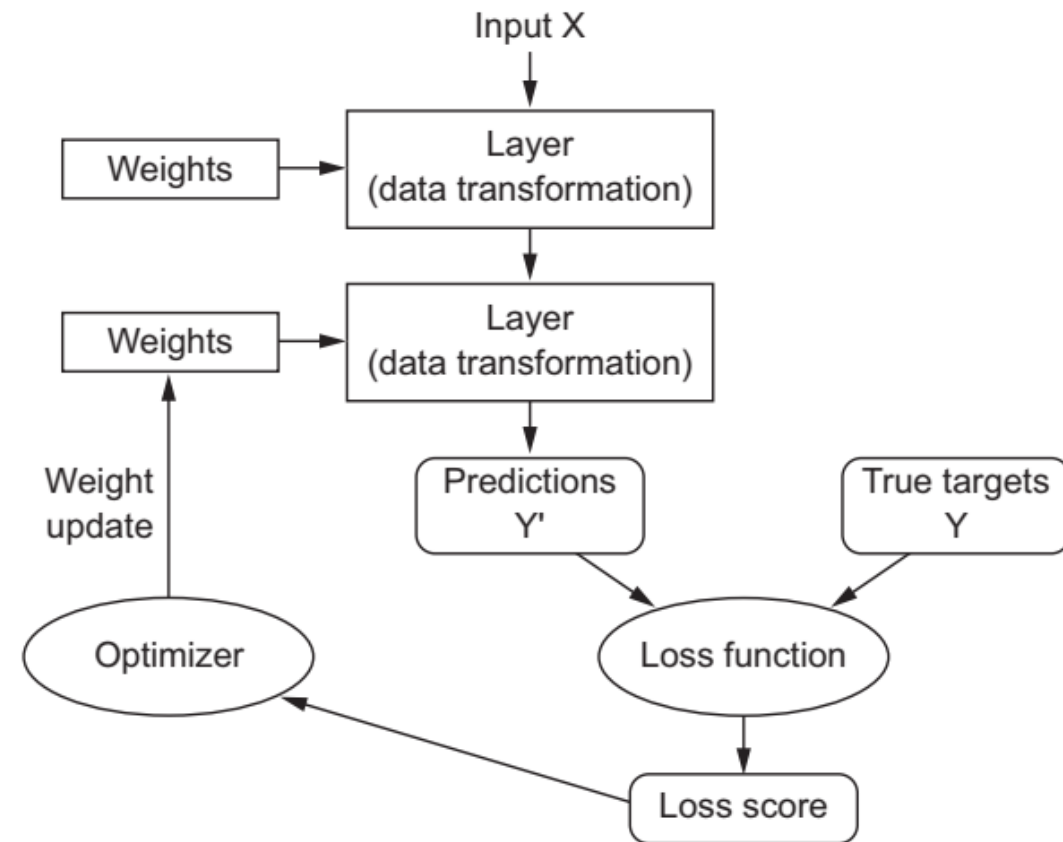 Input X
Weights
Layer
(data transformation)
Weights
Layer
(data transformation)
Weight
update
Predictions
Y'
True targets
Y
Optimizer
Loss function
Loss score